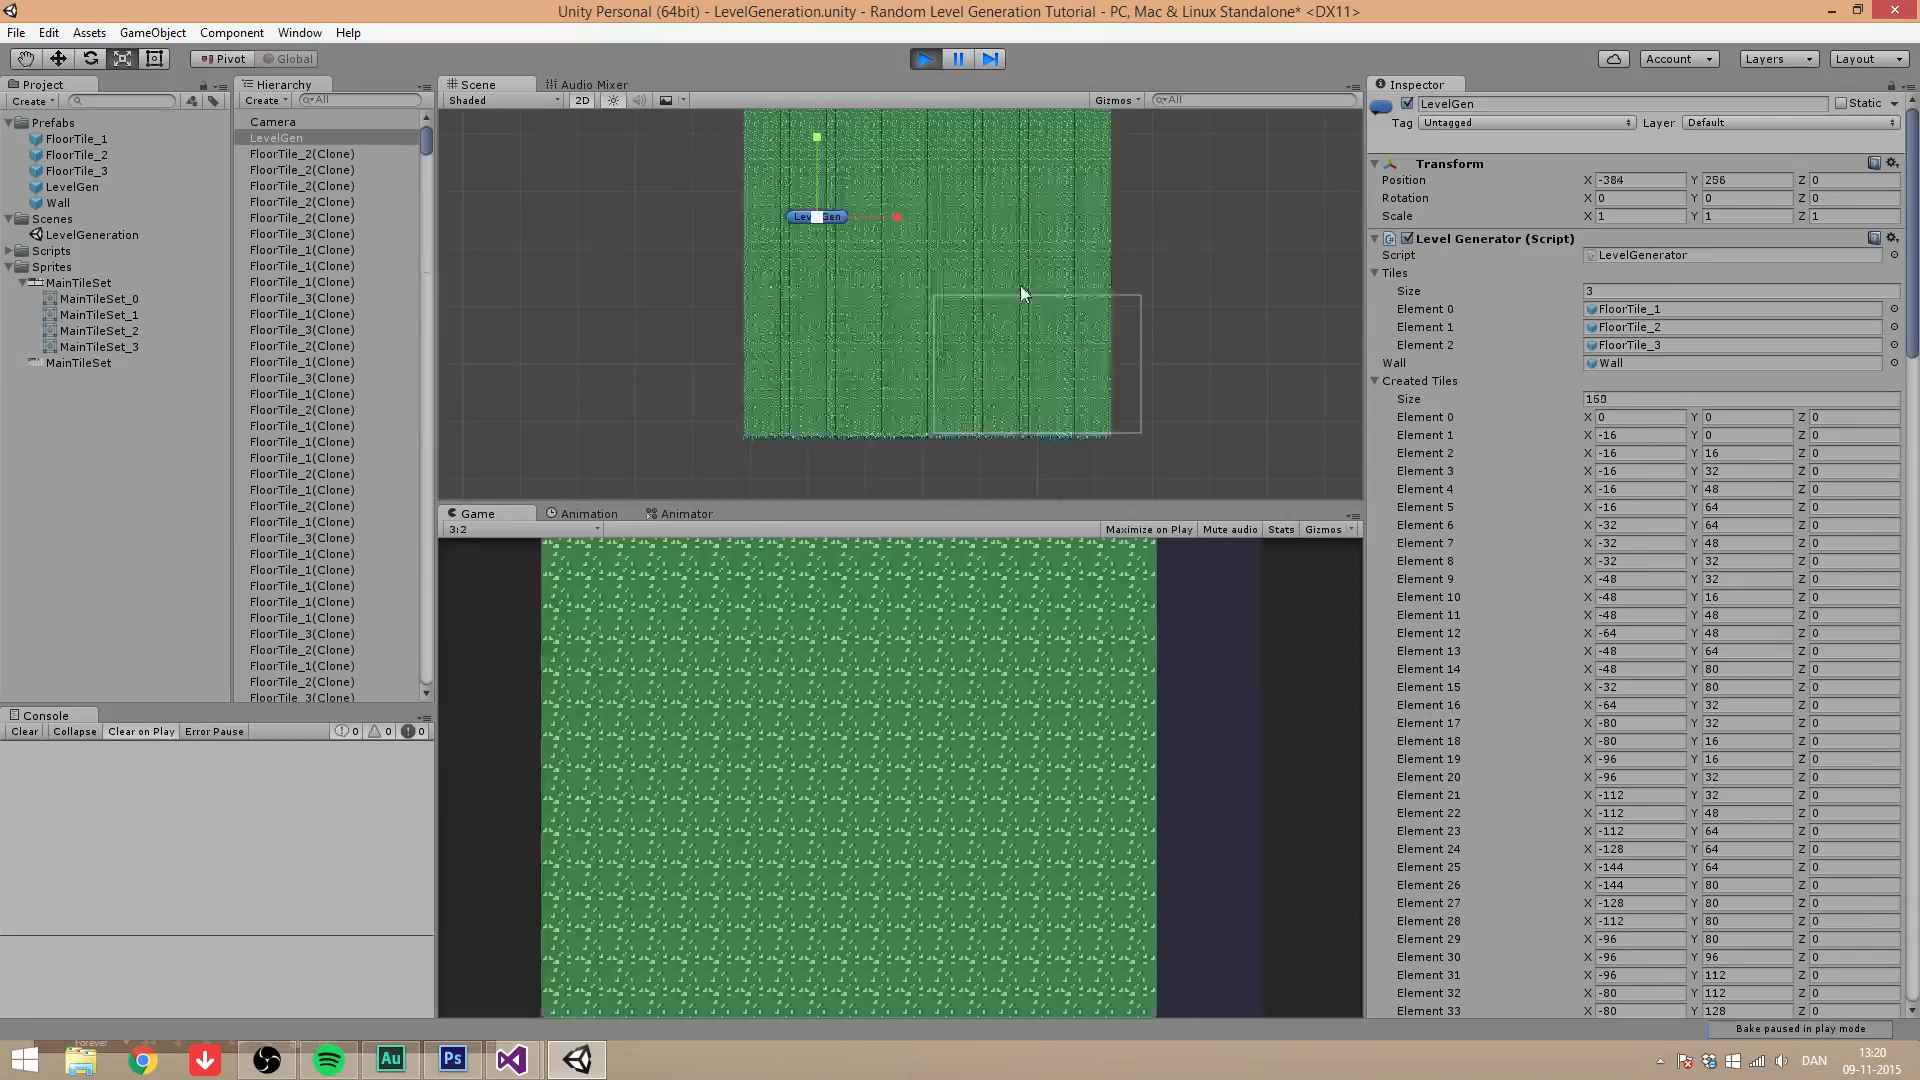 Unity Personal (64bit) - LevelGeneration.unity - Random Level Generation Tutorial - PC, Mac & Linux Standalone* <DX11>
File Edit Assets GameObject Component Window Help
Pivot Global Account Layers Layout
Project
Create
Prefabs
FloorTile_1
FloorTile_2
FloorTile_3
LevelGen
Wall
Scenes
LevelGeneration
Scripts
Sprites
MainTileSet
MainTileSet_0
MainTileSet_1
MainTileSet_2
MainTileSet_3
MainTileSet
Hierarchy
Create All
Camera
LevelGen
FloorTile_2(Clone)
FloorTile_2(Clone)
FloorTile_2(Clone)
FloorTile_2(Clone)
FloorTile_2(Clone)
FloorTile_3(Clone)
FloorTile_1(Clone)
FloorTile_1(Clone)
FloorTile_1(Clone)
FloorTile_3(Clone)
FloorTile_1(Clone)
FloorTile_3(Clone)
FloorTile_2(Clone)
FloorTile_1(Clone)
FloorTile_3(Clone)
FloorTile_1(Clone)
FloorTile_2(Clone)
FloorTile_1(Clone)
FloorTile_1(Clone)
FloorTile_1(Clone)
FloorTile_2(Clone)
FloorTile_1(Clone)
FloorTile_2(Clone)
FloorTile_1(Clone)
FloorTile_3(Clone)
FloorTile_1(Clone)
FloorTile_1(Clone)
FloorTile_1(Clone)
FloorTile_1(Clone)
FloorTile_1(Clone)
FloorTile_3(Clone)
FloorTile_2(Clone)
FloorTile_1(Clone)
FloorTile_2(Clone)
FloorTile_3(Clone)
Scene Audio Mixer
Shaded 2D Gizmos All
Game Animation Animator
3:2 Maximize on Play Mute audio Stats Gizmos
Inspector
LevelGen Static
Tag Untagged Layer Default
Transform
Position X -384 Y 256 Z 0
Rotation X 0 Y 0 Z 0
Scale X 1 Y 1 Z 1
Level Generator (Script)
Script LevelGenerator
Tiles
Size 3
Element 0 FloorTile_1
Element 1 FloorTile_2
Element 2 FloorTile_3
Wall Wall
Created Tiles
Size
Element 0 X 0 Y 0 Z 0
Element 1 X -16 Y 0 Z 0
Element 2 X -16 Y 16 Z 0
Element 3 X -16 Y 32 Z 0
Element 4 X -16 Y 48 Z 0
Element 5 X -16 Y 64 Z 0
Element 6 X -32 Y 64 Z 0
Element 7 X -32 Y 48 Z 0
Element 8 X -32 Y 32 Z 0
Element 9 X -48 Y 32 Z 0
Element 10 X -48 Y 16 Z 0
Element 11 X -48 Y 48 Z 0
Element 12 X -64 Y 48 Z 0
Element 13 X -48 Y 64 Z 0
Element 14 X -48 Y 80 Z 0
Element 15 X -32 Y 80 Z 0
Element 16 X -64 Y 32 Z 0
Element 17 X -80 Y 32 Z 0
Element 18 X -80 Y 16 Z 0
Element 19 X -96 Y 16 Z 0
Element 20 X -96 Y 32 Z 0
Element 21 X -112 Y 32 Z 0
Element 22 X -112 Y 48 Z 0
Element 23 X -112 Y 64 Z 0
Element 24 X -128 Y 64 Z 0
Element 25 X -144 Y 64 Z 0
Element 26 X -144 Y 80 Z 0
Element 27 X -128 Y 80 Z 0
Element 28 X -112 Y 80 Z 0
Element 29 X -96 Y 80 Z 0
Element 30 X -96 Y 96 Z 0
Element 31 X -96 Y 112 Z 0
Element 32 X -80 Y 112 Z 0
Element 33 X -80 Y 128 Z 0
Console
Clear Collapse Clear on Play Error Pause 0 0 0
Bake paused in play mode
Forever
Au Ps
DAN
13:20
09-11-2015